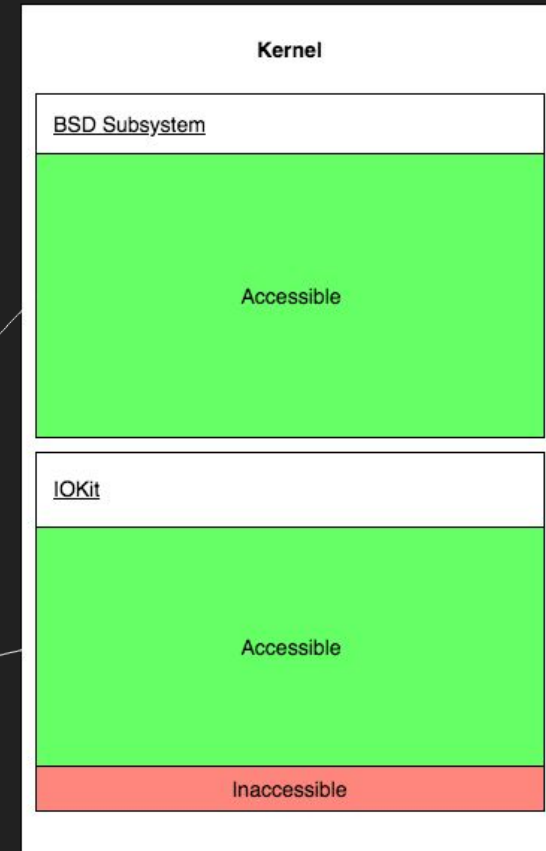 Kernel
BSD Subsystem
Accessible
IOKit
Accessible
Inaccessible